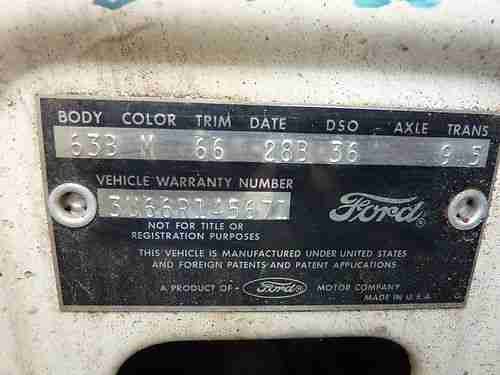 BODY COLOR TRIM DATE DSO AXLE TRANS
63B M 66 28B 36 9 5
VEHICLE WARRANTY NUMBER
3N66R145677
Ford
NOT FOR TITLE OR
REGISTRATION PURPOSES
THIS VEHICLE IS MANUFACTURED UNDER UNITED STATES
AND FOREIGN PATENTS AND PATENT APPLICATIONS
A PRODUCT OF Ford MOTOR COMPANY
MADE IN U.S.A.